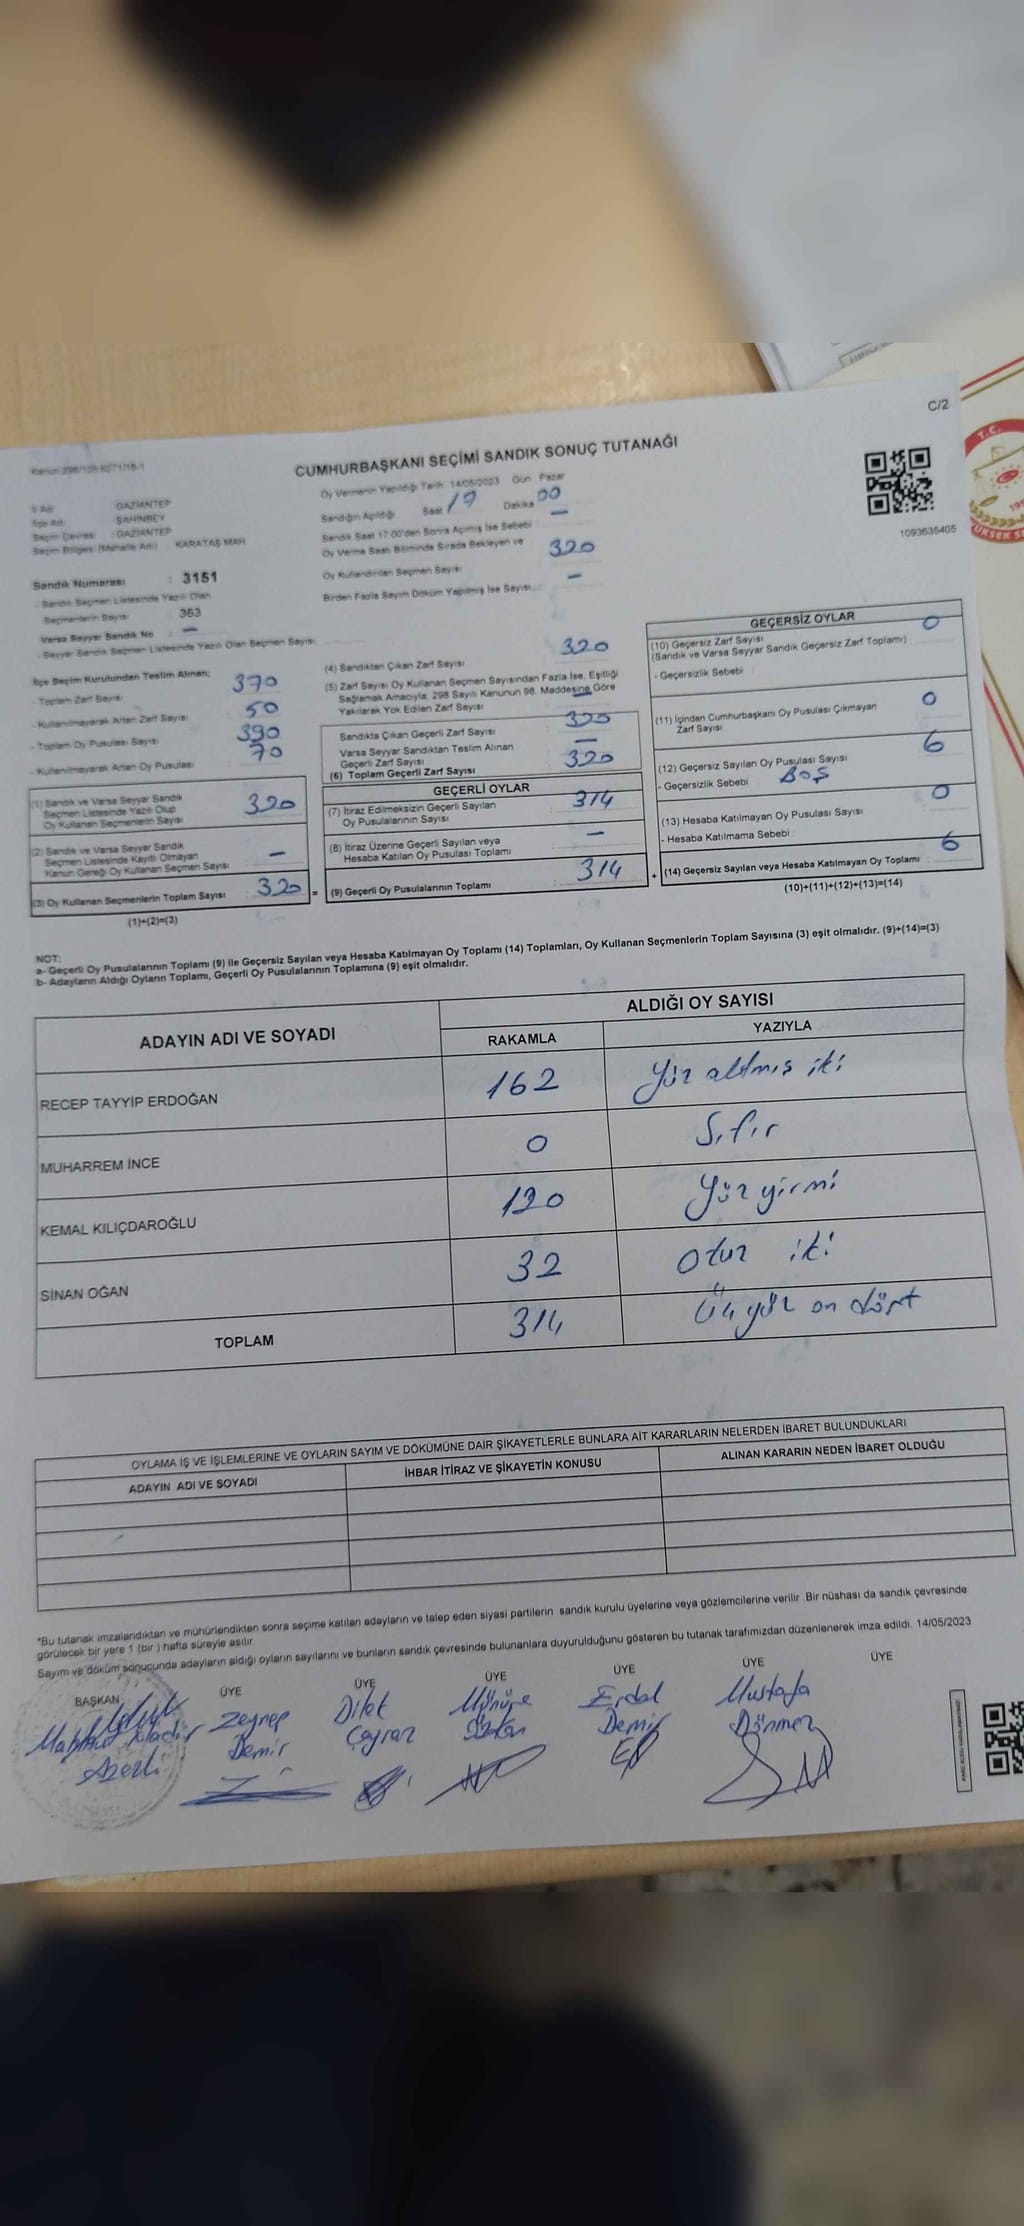 C/2
CUMHURBAŞKANI SEÇİMİ SANDIK SONUÇ TUTANAĞI
1093635405
T.C.
İl Adı : GAZİANTEP
İlçe Adı : ŞAHİNBEY
Seçim Çevresi : GAZİANTEP
Seçim Bölgesi (Mahalle Adı) : KARATAŞ MAH.
Sandık Numarası : 3151
- Sandık Seçmen Listesinde Yazılı Olan
Seçmenlerin Sayısı : 363
Varsa Seyyar Sandık No : —
- Seyyar Sandık Seçmen Listesinde Yazılı Olan Seçmen Sayısı :
Oy Vermenin Yapıldığı Tarih: 14/05/2023 Gün: Pazar
Sandığın Açıldığı Saat 17 Dakika 00
Sandık Saat 17:00'den Sonra Açılmış İse Sebebi : —
Oy Verme Saati Bitiminde Sırada Bekleyen ve
Oy Kullandırılan Seçmen Sayısı : 320
Birden Fazla Sayım Döküm Yapılmış İse Sayısı : —
İlçe Seçim Kurulundan Teslim Alınan;
- Toplam Zarf Sayısı : 370
- Kullanılmayarak Artan Zarf Sayısı : 50
- Toplam Oy Pusulası Sayısı : 390
- Kullanılmayarak Artan Oy Pusulası : 70
(1) Sandık ve Varsa Seyyar Sandık
Seçmen Listesinde Yazılı Olup
Oy Kullanan Seçmenlerin Sayısı : 320
(2) Sandık ve Varsa Seyyar Sandık
Seçmen Listesinde Kayıtlı Olmayan
Kanun Gereği Oy Kullanan Seçmen Sayısı : —
(3) Oy Kullanan Seçmenlerin Toplam Sayısı : 320 =
(1)+(2)=(3)
(4) Sandıktan Çıkan Zarf Sayısı : 320
(5) Zarf Sayısı Oy Kullanan Seçmen Sayısından Fazla İse, Eşitliği
Sağlamak Amacıyla, 298 Sayılı Kanunun 98. Maddesine Göre
Yakılarak Yok Edilen Zarf Sayısı : —
Sandıkta Çıkan Geçerli Zarf Sayısı : 320
Varsa Seyyar Sandıktan Teslim Alınan
Geçerli Zarf Sayısı : —
(6) Toplam Geçerli Zarf Sayısı : 320
GEÇERLİ OYLAR
(7) İtiraz Edilmeksizin Geçerli Sayılan
Oy Pusulalarının Sayısı : 314
(8) İtiraz Üzerine Geçerli Sayılan veya
Hesaba Katılan Oy Pusulası Toplamı : —
(9) Geçerli Oy Pusulalarının Toplamı : 314 +
GEÇERSİZ OYLAR
(10) Geçersiz Zarf Sayısı : 0
(Sandık ve Varsa Seyyar Sandık Geçersiz Zarf Toplamı)
- Geçersizlik Sebebi :
(11) İçinden Cumhurbaşkanı Oy Pusulası Çıkmayan
Zarf Sayısı : 0
(12) Geçersiz Sayılan Oy Pusulası Sayısı : 6
- Geçersizlik Sebebi : BOŞ
(13) Hesaba Katılmayan Oy Pusulası Sayısı : 0
- Hesaba Katılmama Sebebi :
(14) Geçersiz Sayılan veya Hesaba Katılmayan Oy Toplamı : 6
(10)+(11)+(12)+(13)=(14)
NOT:
a- Geçerli Oy Pusulalarının Toplamı (9) ile Geçersiz Sayılan veya Hesaba Katılmayan Oy Toplamı (14) Toplamları, Oy Kullanan Seçmenlerin Toplam Sayısına (3) eşit olmalıdır. (9)+(14)=(3)
b- Adayların Aldığı Oyların Toplamı, Geçerli Oy Pusulalarının Toplamına (9) eşit olmalıdır.
ADAYIN ADI VE SOYADI ALDIĞI OY SAYISI
RAKAMLA YAZIYLA
RECEP TAYYİP ERDOĞAN 162 Yüz altmış iki
MUHARREM İNCE 0 Sıfır
KEMAL KILIÇDAROĞLU 120 Yüz yirmi
SİNAN OĞAN 32 otuz iki
TOPLAM 314 Üçyüz on dört
OYLAMA İŞ VE İŞLEMLERİNE VE OYLARIN SAYIM VE DÖKÜMÜNE DAİR ŞİKAYETLERLE BUNLARA AİT KARARLARIN NELERDEN İBARET BULUNDUKLARI
ADAYIN ADI VE SOYADI İHBAR İTİRAZ VE ŞİKAYETİN KONUSU ALINAN KARARIN NEDEN İBARET OLDUĞU
*Bu tutanak imzalandıktan ve mühürlendikten sonra seçime katılan adayların ve talep eden siyasi partilerin sandık kurulu üyelerine veya gözlemcilerine verilir. Bir nüshası da sandık çevresinde
görülecek bir yere 1 (bir) hafta süreyle asılır.
Sayım ve döküm sonucunda adayların aldığı oyların sayılarını ve bunların sandık çevresinde bulunanlara duyurulduğunu gösteren bu tutanak tarafımızdan düzenlenerek imza edildi. 14/05/2023
BAŞKAN ÜYE ÜYE ÜYE ÜYE ÜYE ÜYE
Zeynep Dilek Münüre Erdal Mustafa
Demir Demir Dönmez